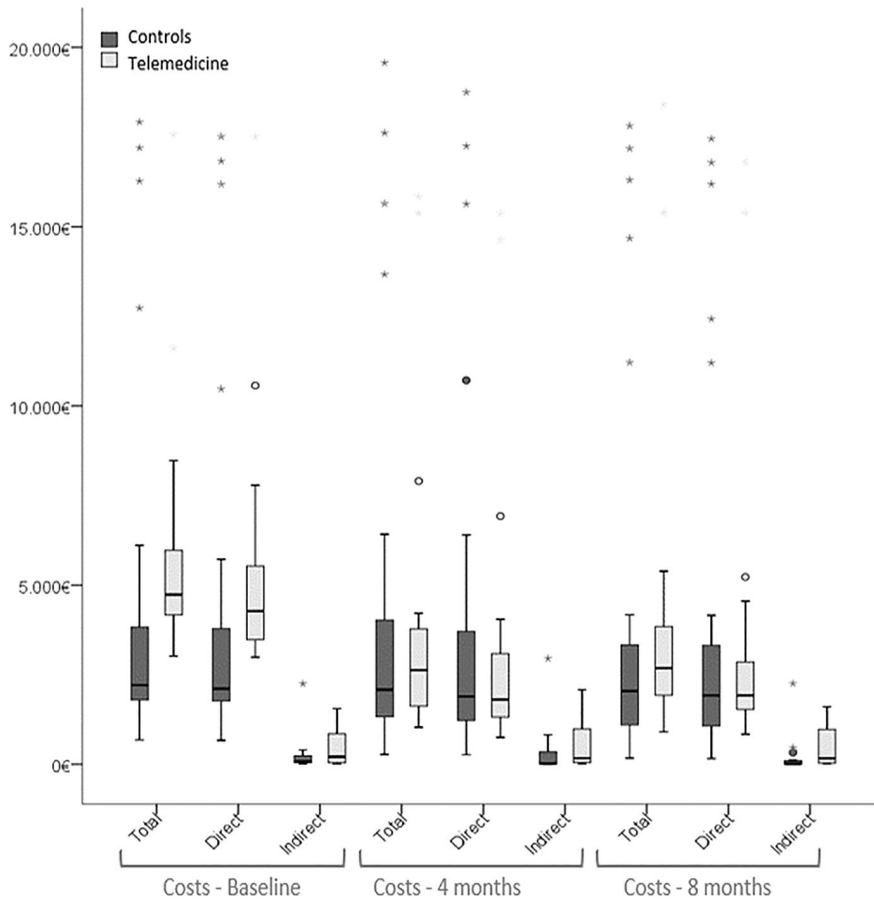 Controls
Telemedicine
20.000€
15.000€
10.000€
5.000€
0€
Total
Direct
Indirect
Total
Direct
Indirect
Total
Direct
Indirect
Costs - Baseline
Costs - 4 months
Costs - 8 months